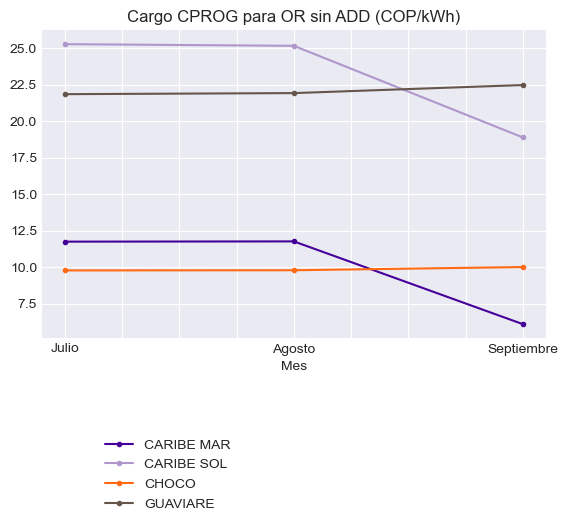 Cargo CPROG para OR sin ADD (COP/kWh)
25.0
22.5
20.0
17.5
15.0
12.5
10.0
7.5
Julio
Agosto
Septiembre
Mes
CARIBE MAR
CARIBE SOL
CHOCO
GUAVIARE